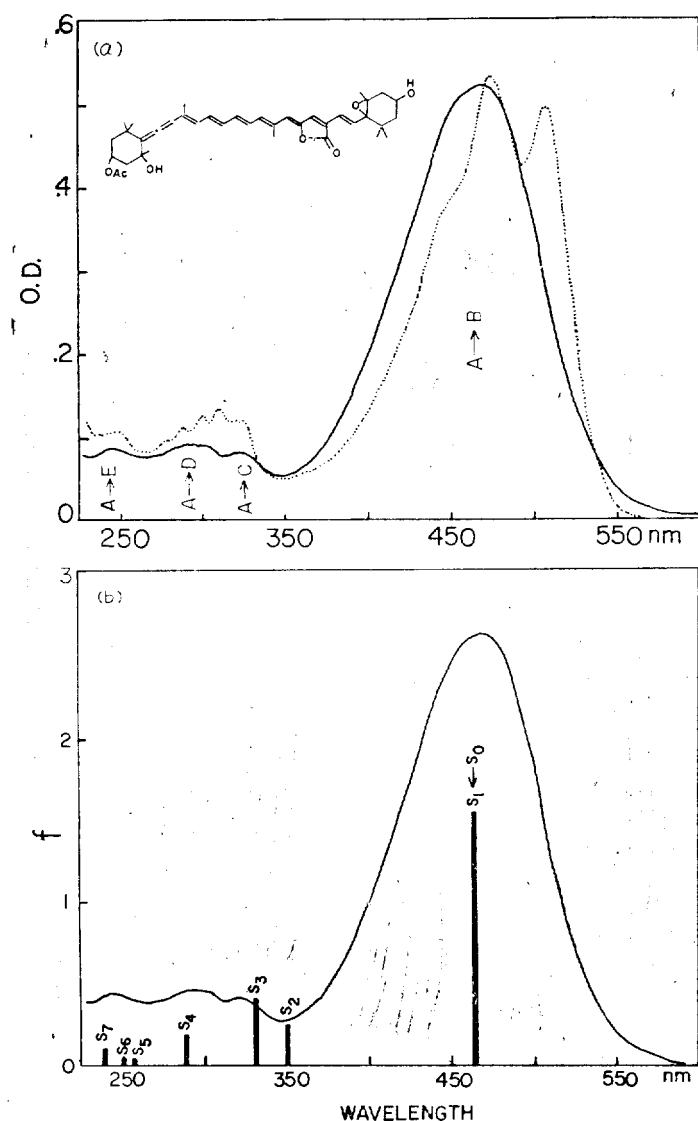 .6
(a)
H
O
O
O
O
OAc
OH
.4
O.D.
.2
0
A→E
A→D
A→C
A→B
250
350
450
550 nm
3
(b)
2
f
1
0
S7
S6
S5
S4
S3
S2
S1←S0
250
350
450
550
nm
WAVELENGTH